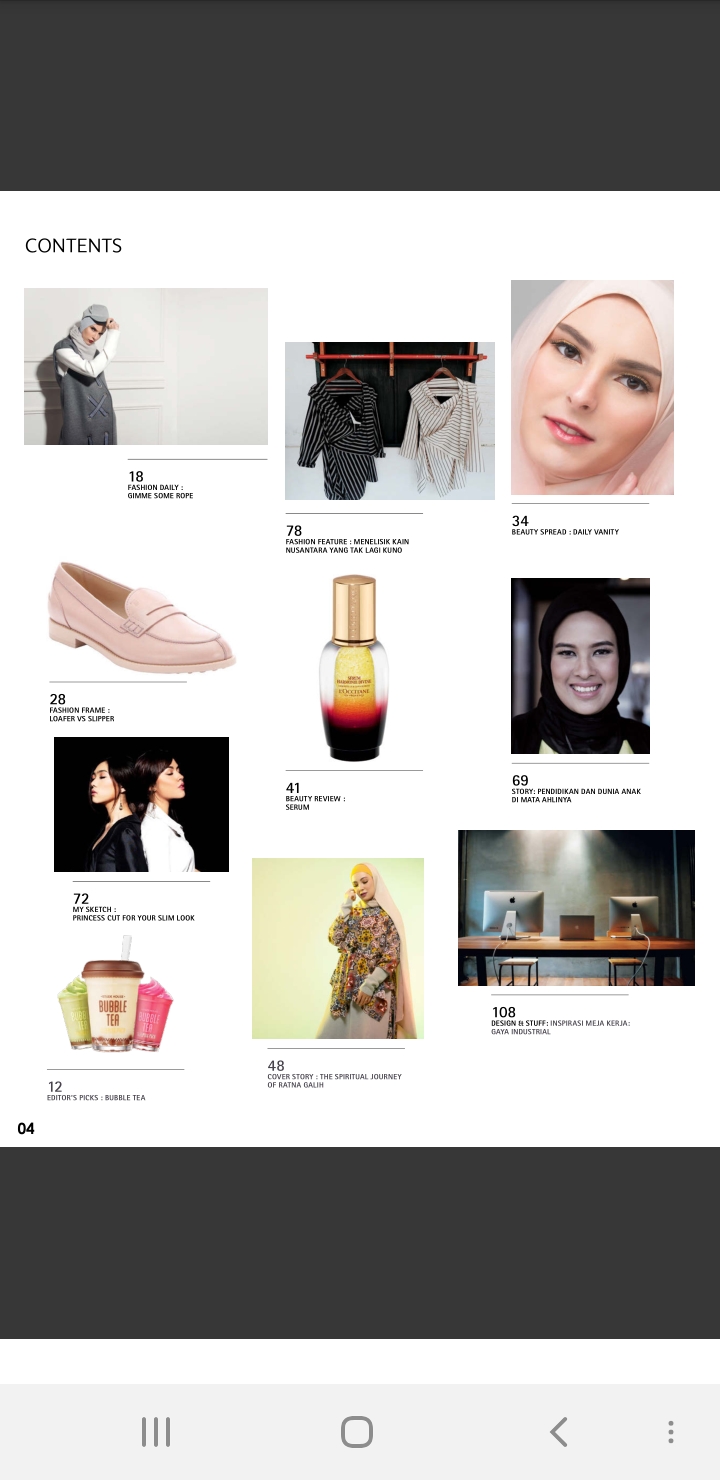 CONTENTS
18
FASHION DAILY :
GIMME SOME ROPE
78
FASHION FEATURE : MENELISIK KAIN
NUSANTARA YANG TAK LAGI KUNO
34
BEAUTY SPREAD : DAILY VANITY
28
FASHION FRAME :
LOAFER VS SLIPPER
L'OCCITANE
41
BEAUTY REVIEW :
SERUM
69
STORY: PENDIDIKAN DAN DUNIA ANAK
DI MATA AHLINYA
72
MY SKETCH :
PRINCESS CUT FOR YOUR SLIM LOOK
BUBBLE
TEA
12
EDITOR'S PICKS : BUBBLE TEA
48
COVER STORY : THE SPIRITUAL JOURNEY
OF RATNA GALIH
108
DESIGN & STUFF: INSPIRASI MEJA KERJA:
GAYA INDUSTRIAL
04